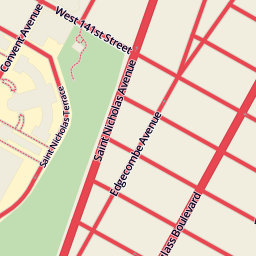 West 141st Street
Convent Avenue
Saint Nicholas Avenue
Saint Nicholas Terrace
Edgecombe Avenue
lass Boulevard